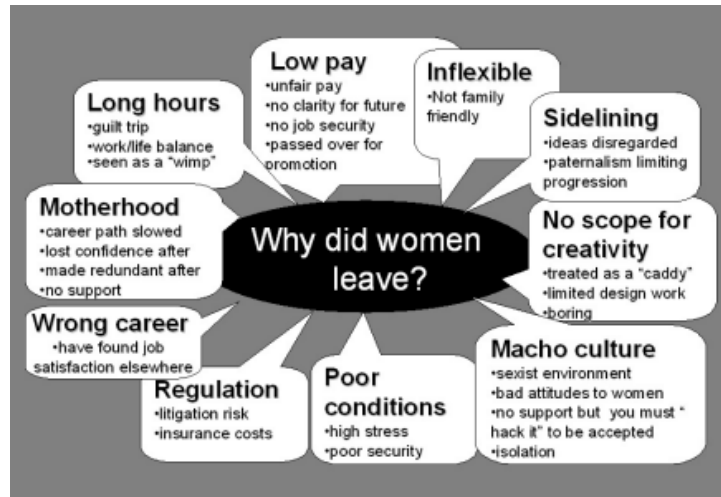 Why did women
leave?
Low pay
•unfair pay
•no clarity for future
•no job security
•passed over for
promotion
Inflexible
•Not family
friendly
Sidelining
•ideas disregarded
•paternalism limiting
progression
No scope for
creativity
•treated as a "caddy"
•limited design work
•boring
Macho culture
•sexist environment
•bad attitudes to women
•no support but you must "
hack it" to be accepted
•isolation
Poor
conditions
•high stress
•poor security
Regulation
•litigation risk
•insurance costs
Wrong career
•have found job
satisfaction elsewhere
Motherhood
•career path slowed
•lost confidence after
•made redundant after
•no support
Long hours
•guilt trip
•work/life balance
•seen as a "wimp"